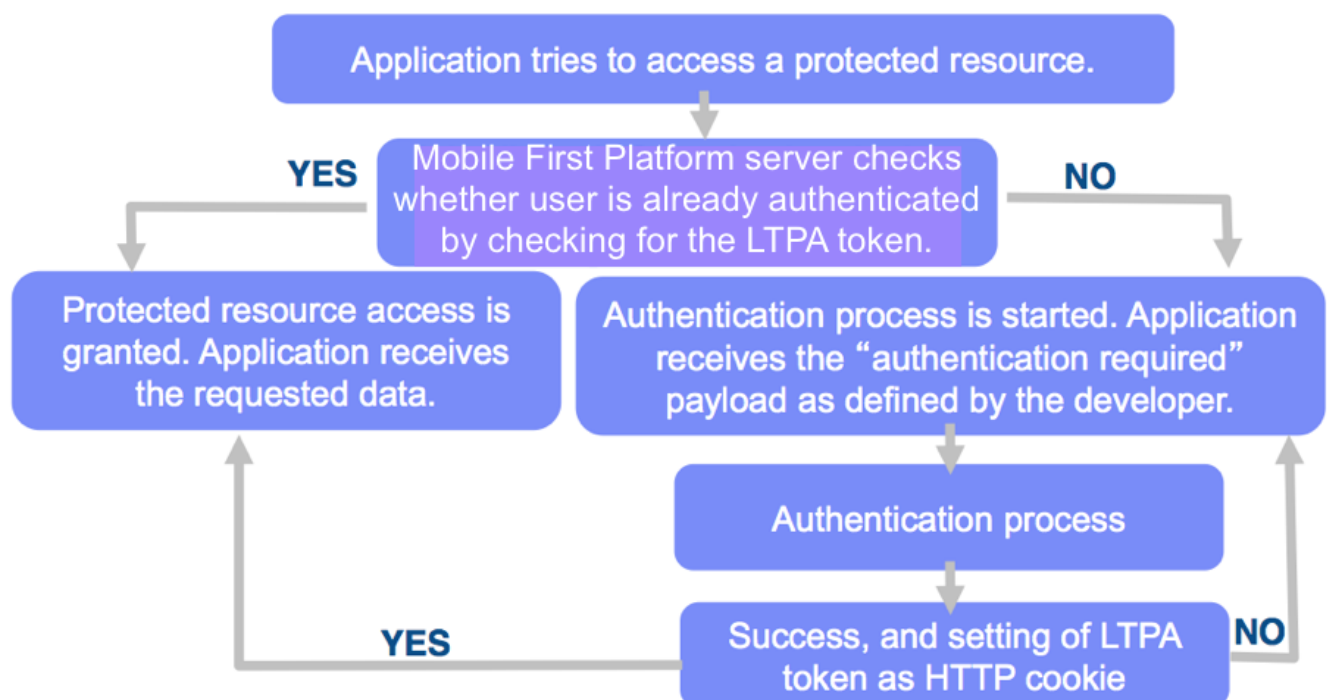 Application tries to access a protected resource.
YES
Mobile First Platform server checks
whether user is already authenticated
by checking for the LTPA token.
NO
Protected resource access is
granted. Application receives
the requested data.
Authentication process is started. Application
receives the “authentication required”
payload as defined by the developer.
Authentication process
YES
Success, and setting of LTPA
token as HTTP cookie
NO